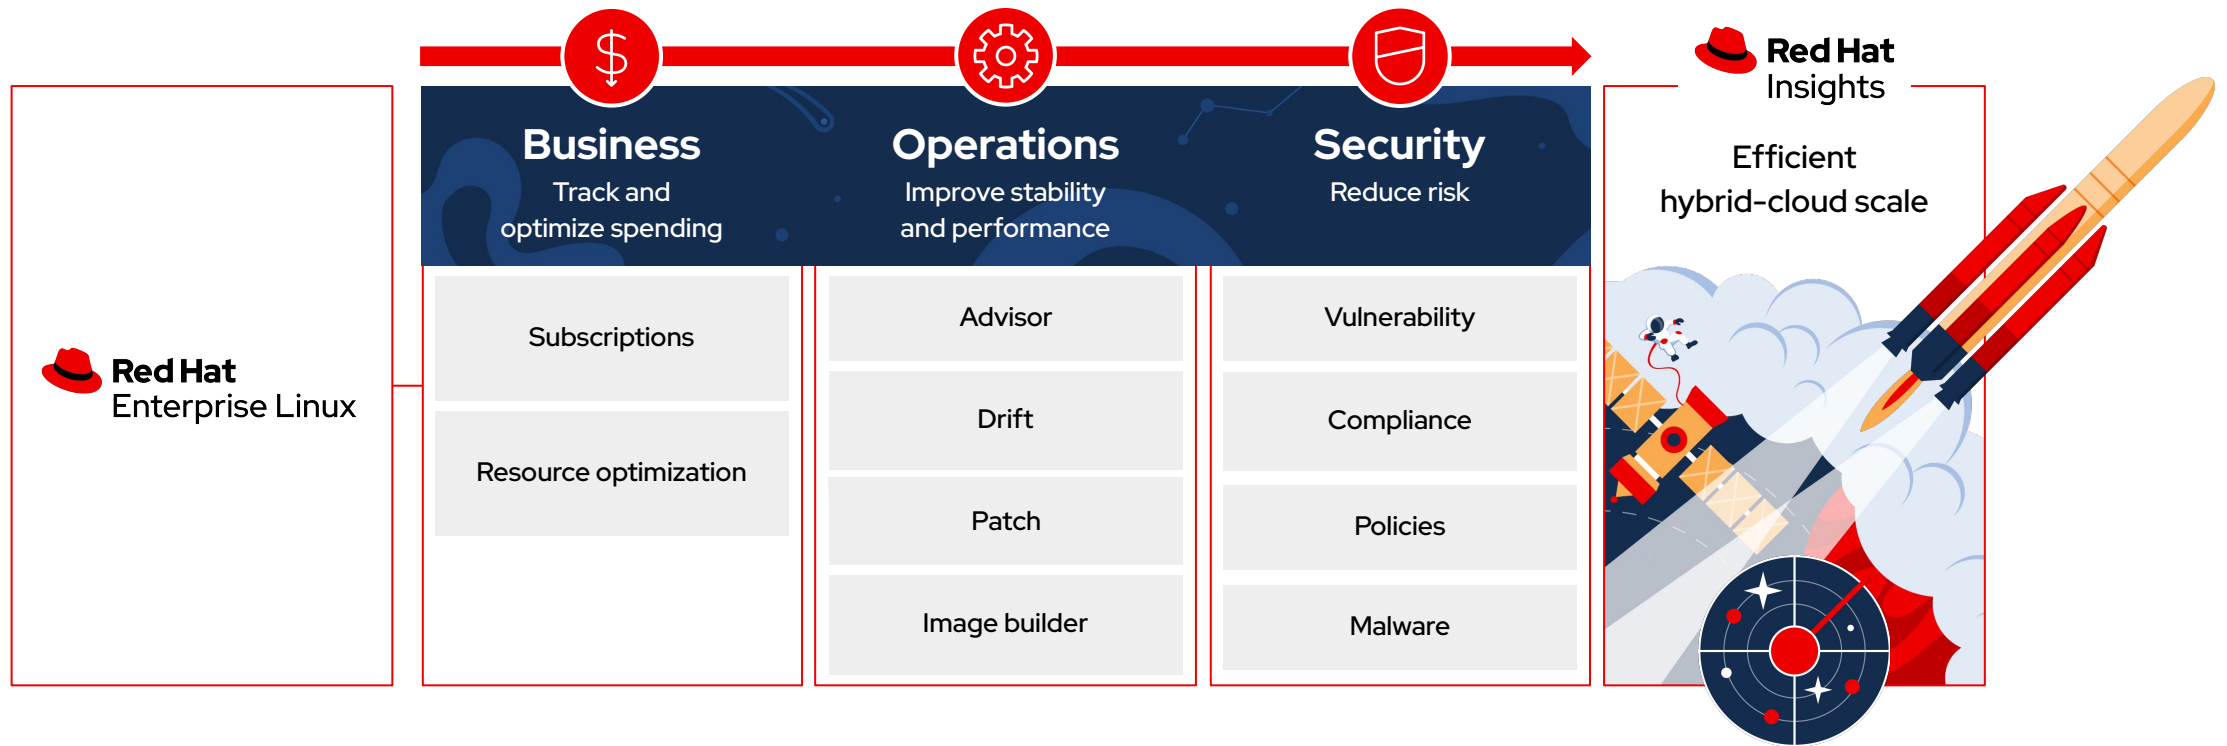 Red Hat
Enterprise Linux
Business
Track and
optimize spending
Subscriptions
Resource optimization
Operations
Improve stability
and performance
Advisor
Drift
Patch
Image builder
Security
Reduce risk
Vulnerability
Compliance
Policies
Malware
Red Hat
Insights
Efficient
hybrid-cloud scale